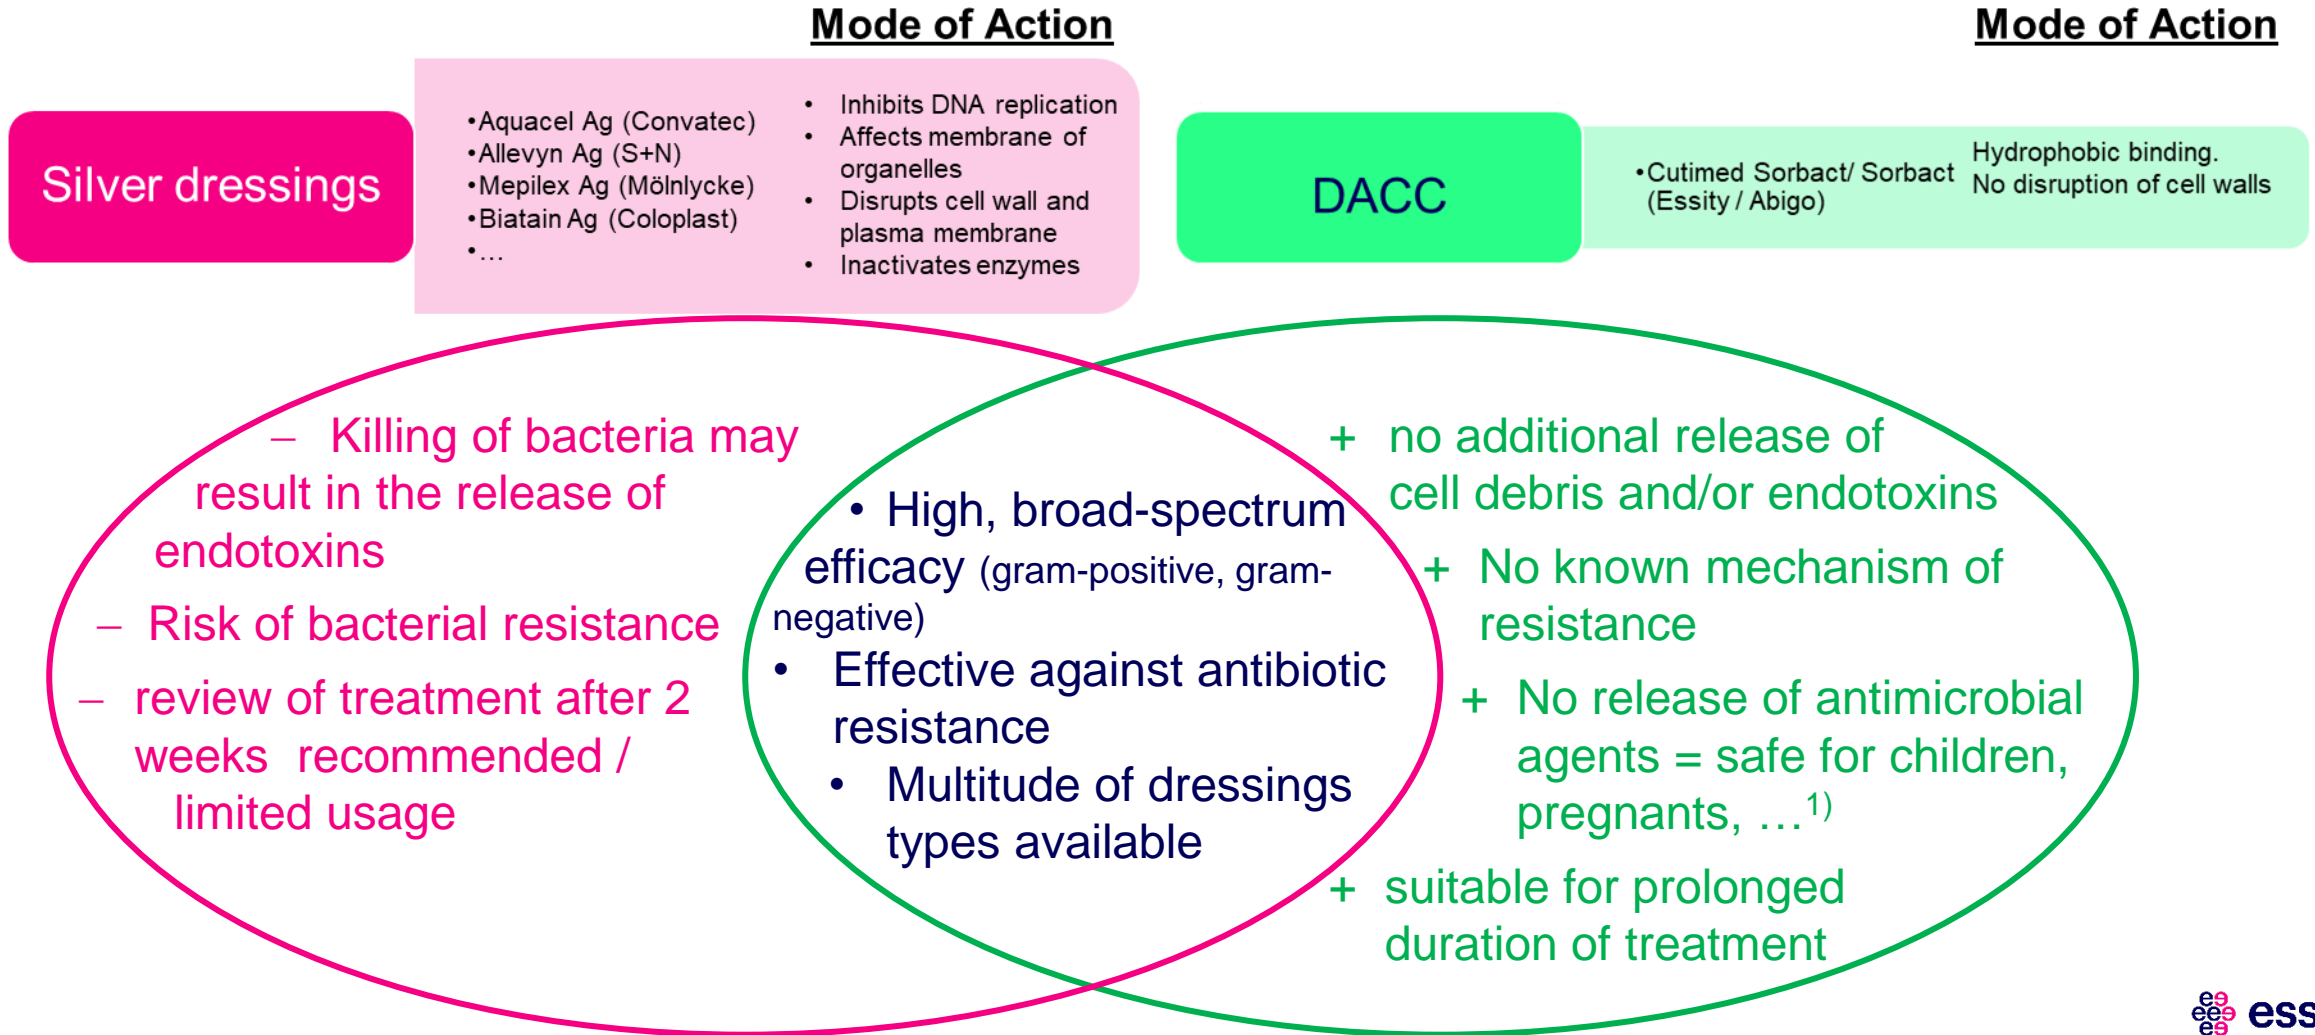 Mode of Action
Mode of Action
Silver dressings
•Aquacel Ag (Convatec)
•Allevyn Ag (S+N)
•Mepilex Ag (Mölnlycke)
•Biatain Ag (Coloplast)
•…
• Inhibits DNA replication
• Affects membrane of
organelles
• Disrupts cell wall and
plasma membrane
• Inactivates enzymes
DACC
•Cutimed Sorbact/ Sorbact
(Essity / Abigo)
Hydrophobic binding.
No disruption of cell walls
– Killing of bacteria may
result in the release of
endotoxins
– Risk of bacterial resistance
– review of treatment after 2
weeks recommended /
limited usage
• High, broad-spectrum
efficacy (gram-positive, gram-
negative)
• Effective against antibiotic
resistance
• Multitude of dressings
types available
+ no additional release of
cell debris and/or endotoxins
+ No known mechanism of
resistance
+ No release of antimicrobial
agents = safe for children,
pregnants, …1)
+ suitable for prolonged
duration of treatment
ess